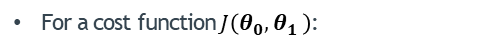 • For a cost function J(θ₀, θ₁ ):